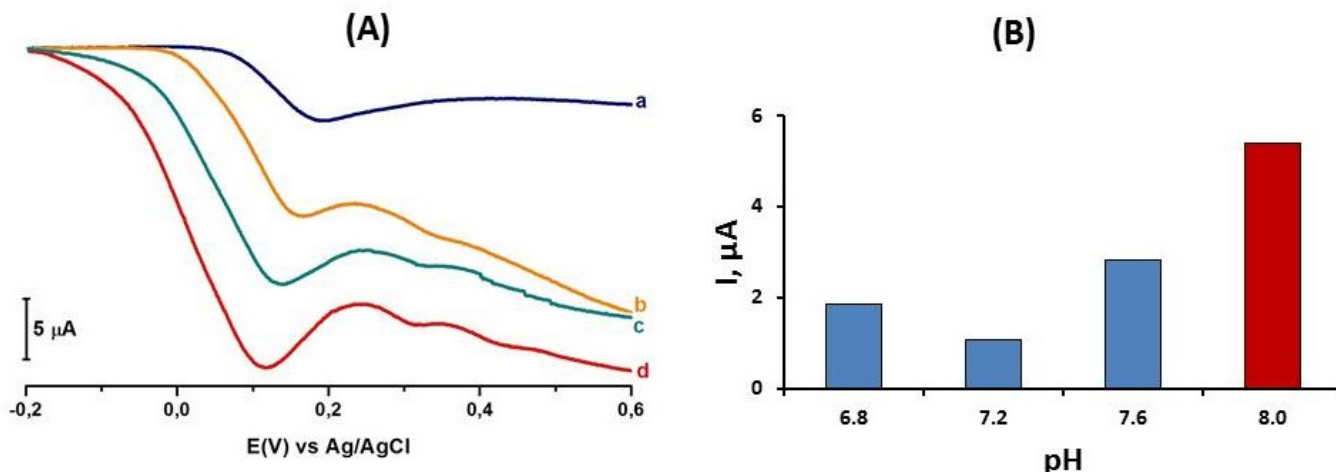 (A)
a
b
c
d
5 μA
-0,2 0,0 0,2 0,4 0,6
E(V) vs Ag/AgCl
(B)
I, μA
6
4
2
0
6.8 7.2 7.6 8.0
pH